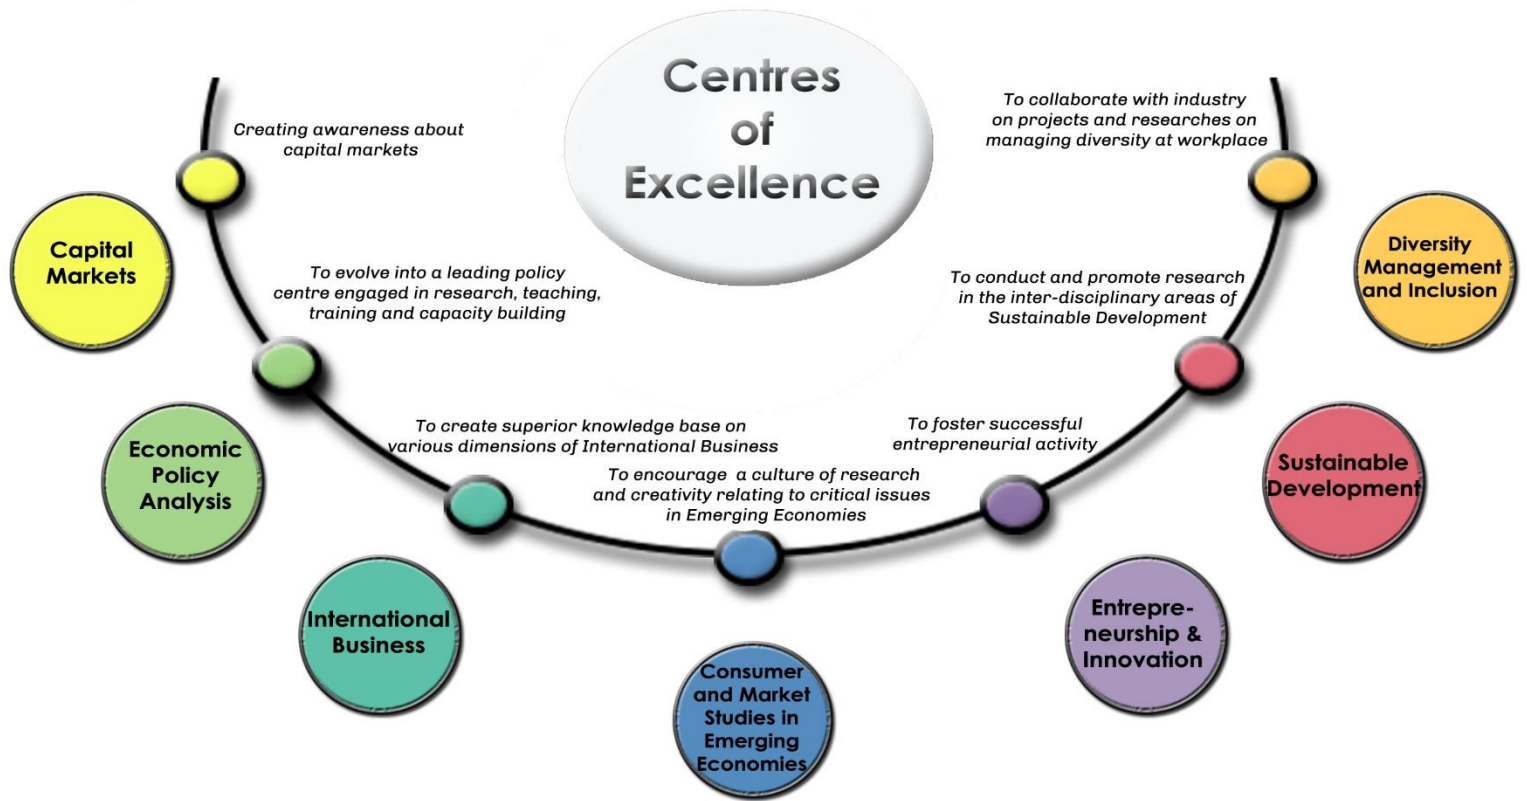 Centres
of
Excellence
Creating awareness about
capital markets
Capital
Markets
To evolve into a leading policy
centre engaged in research, teaching,
training and capacity building
Economic
Policy
Analysis
To create superior knowledge base on
various dimensions of International Business
International
Business
To encourage a culture of research
and creativity relating to critical issues
in Emerging Economies
Consumer
and Market
Studies in
Emerging
Economies
To foster successful
entrepreneurial activity
Entrepre-
neurship &
Innovation
To conduct and promote research
in the inter-disciplinary areas of
Sustainable Development
Sustainable
Development
To collaborate with industry
on projects and researches on
managing diversity at workplace
Diversity
Management
and Inclusion